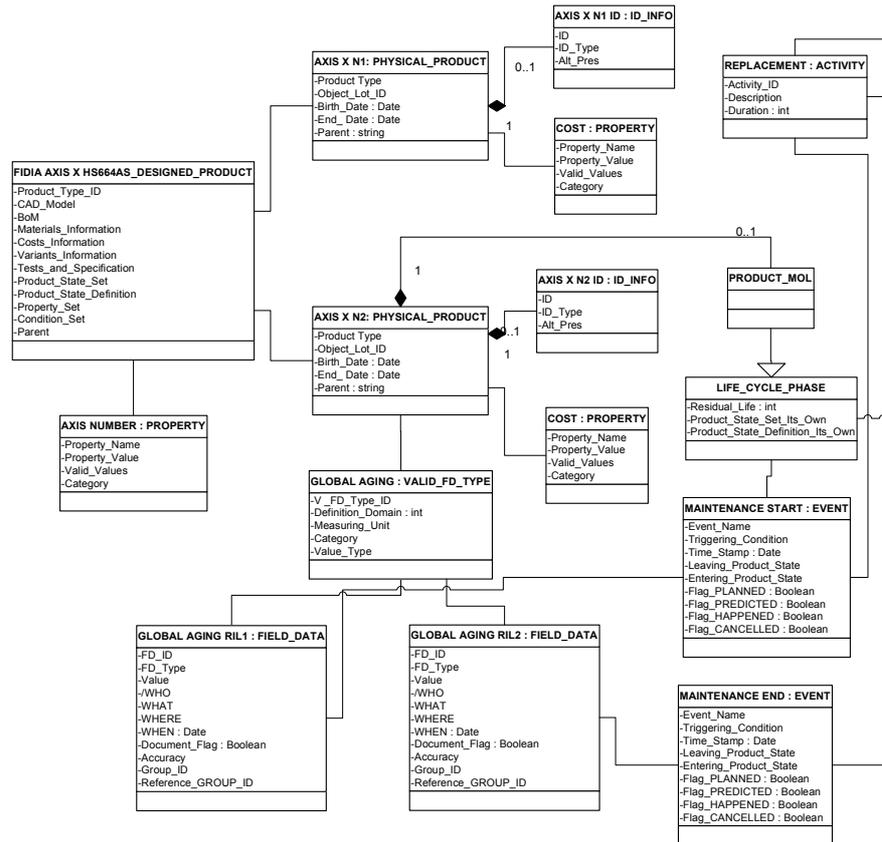 AXIS X N1 ID : ID_INFO
-ID
-ID_Type
-Alt_Pres
AXIS X N1: PHYSICAL_PRODUCT
-Product Type
-Object_Lot_ID
-Birth_Date : Date
-End_ Date : Date
-Parent : string
0..1
1
REPLACEMENT : ACTIVITY
-Activity_ID
-Description
-Duration : int
COST : PROPERTY
-Property_Name
-Property_Value
-Valid_Values
-Category
FIDIA AXIS X HS664AS_DESIGNED_PRODUCT
-Product_Type_ID
-CAD_Model
-BoM
-Materials_Information
-Costs_Information
-Variants_Information
-Tests_and_Specification
-Product_State_Set
-Product_State_Definition
-Property_Set
-Condition_Set
-Parent
0..1
1
PRODUCT_MOL
AXIS X N2 ID : ID_INFO
-ID
-ID_Type
-Alt_Pres
AXIS X N2: PHYSICAL_PRODUCT
-Product Type
-Object_Lot_ID
-Birth_Date : Date
-End_ Date : Date
-Parent : string
0..1
1
LIFE_CYCLE_PHASE
-Residual_Life : int
-Product_State_Set_Its_Own
-Product_State_Definition_Its_Own
AXIS NUMBER : PROPERTY
-Property_Name
-Property_Value
-Valid_Values
-Category
COST : PROPERTY
-Property_Name
-Property_Value
-Valid_Values
-Category
GLOBAL AGING : VALID_FD_TYPE
-V _FD_Type_ID
-Definition_Domain : int
-Measuring_Unit
-Category
-Value_Type
MAINTENANCE START : EVENT
-Event_Name
-Triggering_Condition
-Time_Stamp : Date
-Leaving_Product_State
-Entering_Product_State
-Flag_PLANNED : Boolean
-Flag_PREDICTED : Boolean
-Flag_HAPPENED : Boolean
-Flag_CANCELLED : Boolean
GLOBAL AGING RIL1 : FIELD_DATA
-FD_ID
-FD_Type
-Value
-/WHO
-WHAT
-WHERE
-WHEN : Date
-Document_Flag : Boolean
-Accuracy
-Group_ID
-Reference_GROUP_ID
GLOBAL AGING RIL2 : FIELD_DATA
-FD_ID
-FD_Type
-Value
-/WHO
-WHAT
-WHERE
-WHEN : Date
-Document_Flag : Boolean
-Accuracy
-Group_ID
-Reference_GROUP_ID
MAINTENANCE END : EVENT
-Event_Name
-Triggering_Condition
-Time_Stamp : Date
-Leaving_Product_State
-Entering_Product_State
-Flag_PLANNED : Boolean
-Flag_PREDICTED : Boolean
-Flag_HAPPENED : Boolean
-Flag_CANCELLED : Boolean